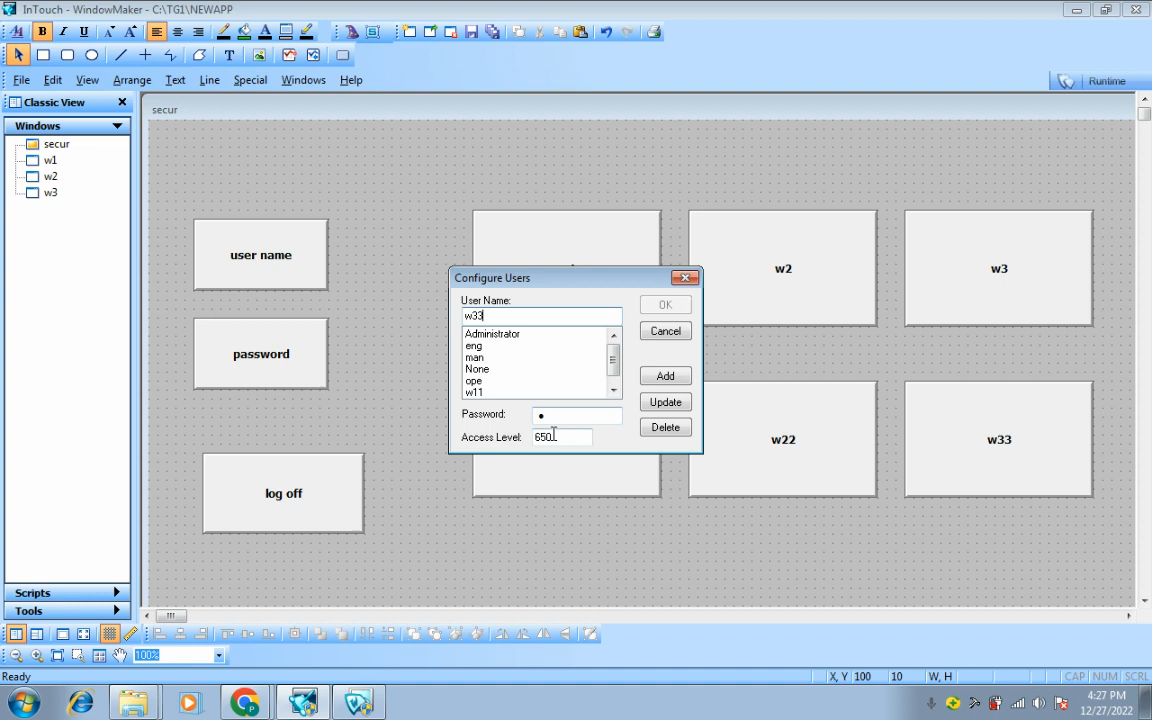 InTouch - WindowMaker - C:\TG1\NEWAPP
M B I U A A A
T
File Edit View Arrange Text Line Special Windows Help Runtime
Classic View
Windows
secur
w1
w2
w3
secur
user name
password
log off
w2
w3
w22
w33
Configure Users
User Name:
w33
Administrator
eng
man
None
ope
w11
Password: ●
Access Level: 650
OK
Cancel
Add
Update
Delete
Scripts
Tools
100%
Ready X, Y 100 10 W, H CAP NUM SCRL
4:27 PM
12/27/2022